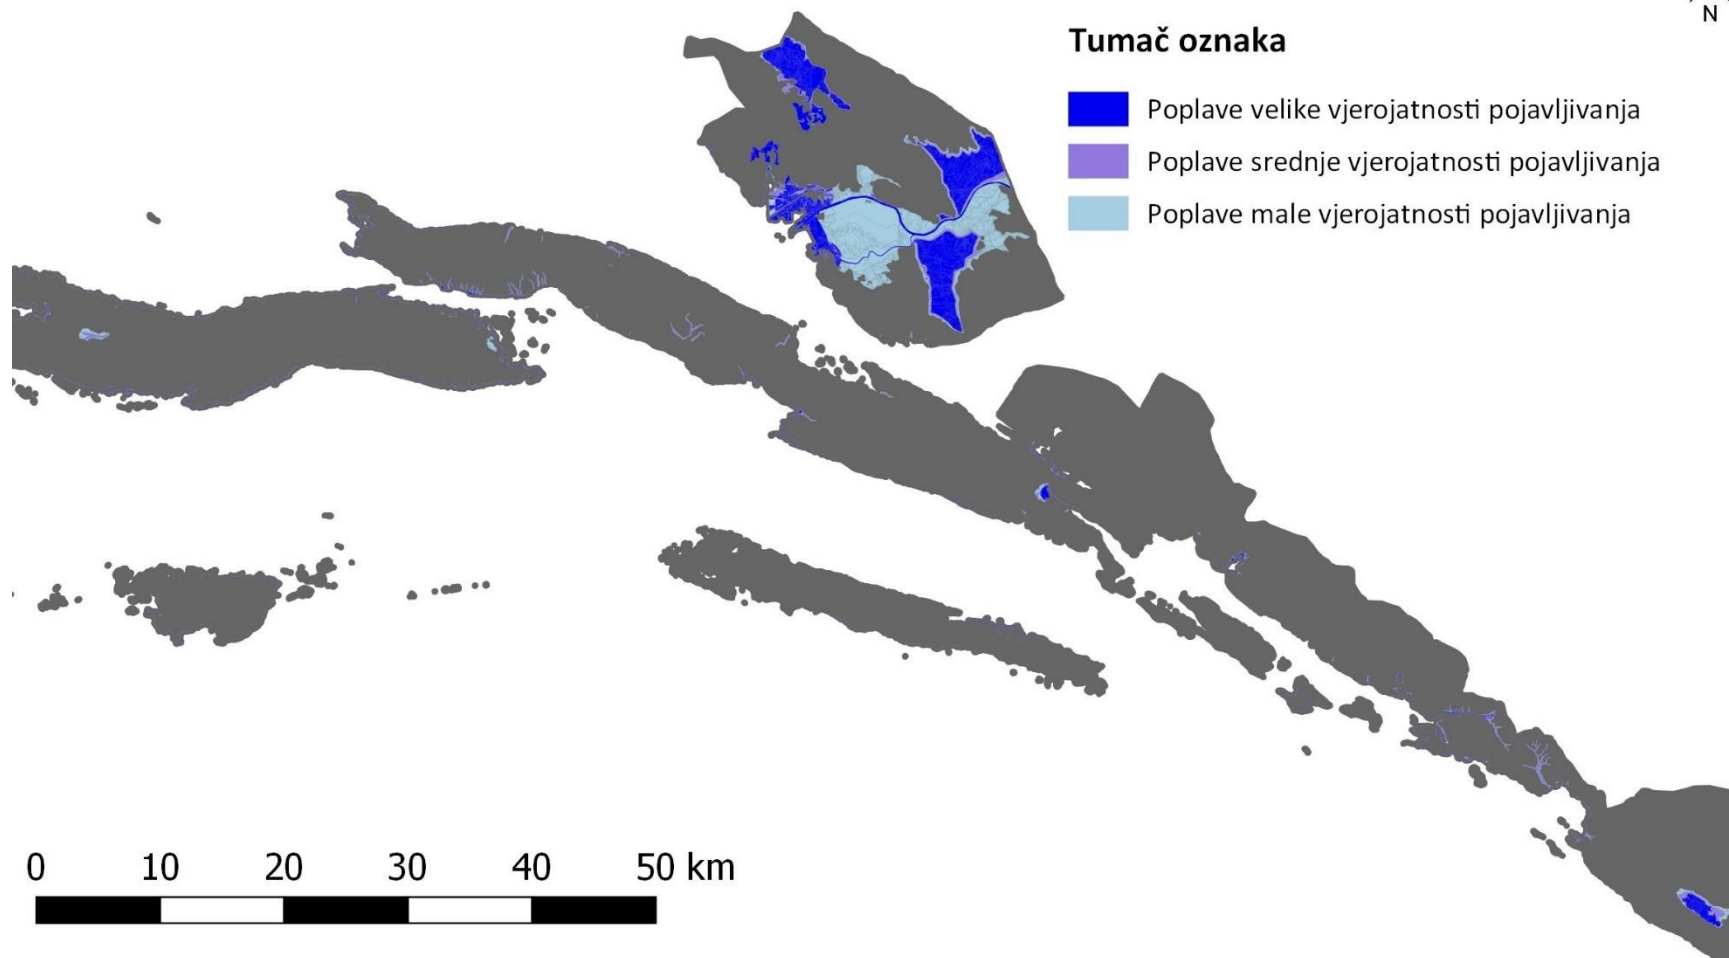 N
Tumač oznaka
Poplave velike vjerojatnosti pojavljivanja
Poplave srednje vjerojatnosti pojavljivanja
Poplave male vjerojatnosti pojavljivanja
0 10 20 30 40 50 km